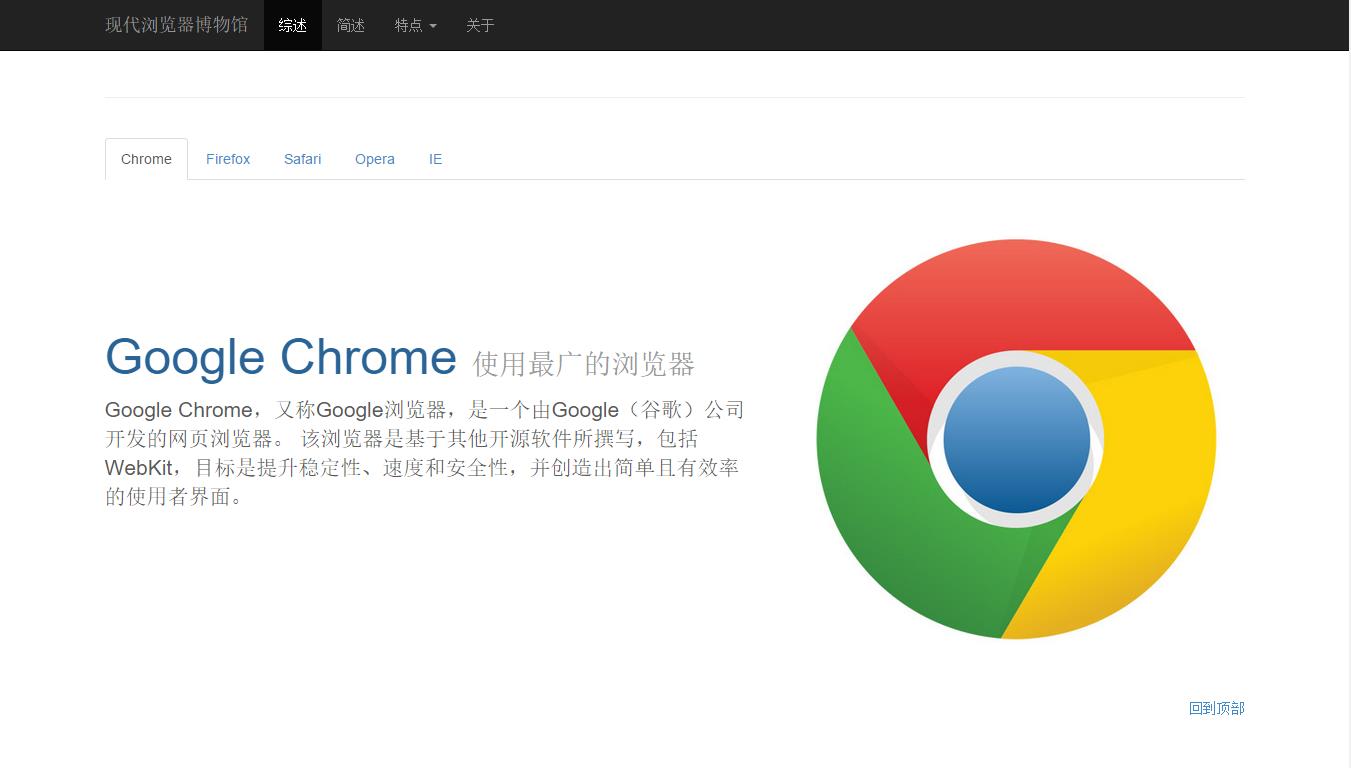 现代浏览器博物馆 综述 简述 特点 关于
Chrome Firefox Safari Opera IE
Google Chrome 使用最广的浏览器
Google Chrome，又称Google浏览器，是一个由Google（谷歌）公司
开发的网页浏览器。 该浏览器是基于其他开源软件所撰写，包括
WebKit，目标是提升稳定性、速度和安全性，并创造出简单且有效率
的使用者界面。
回到顶部